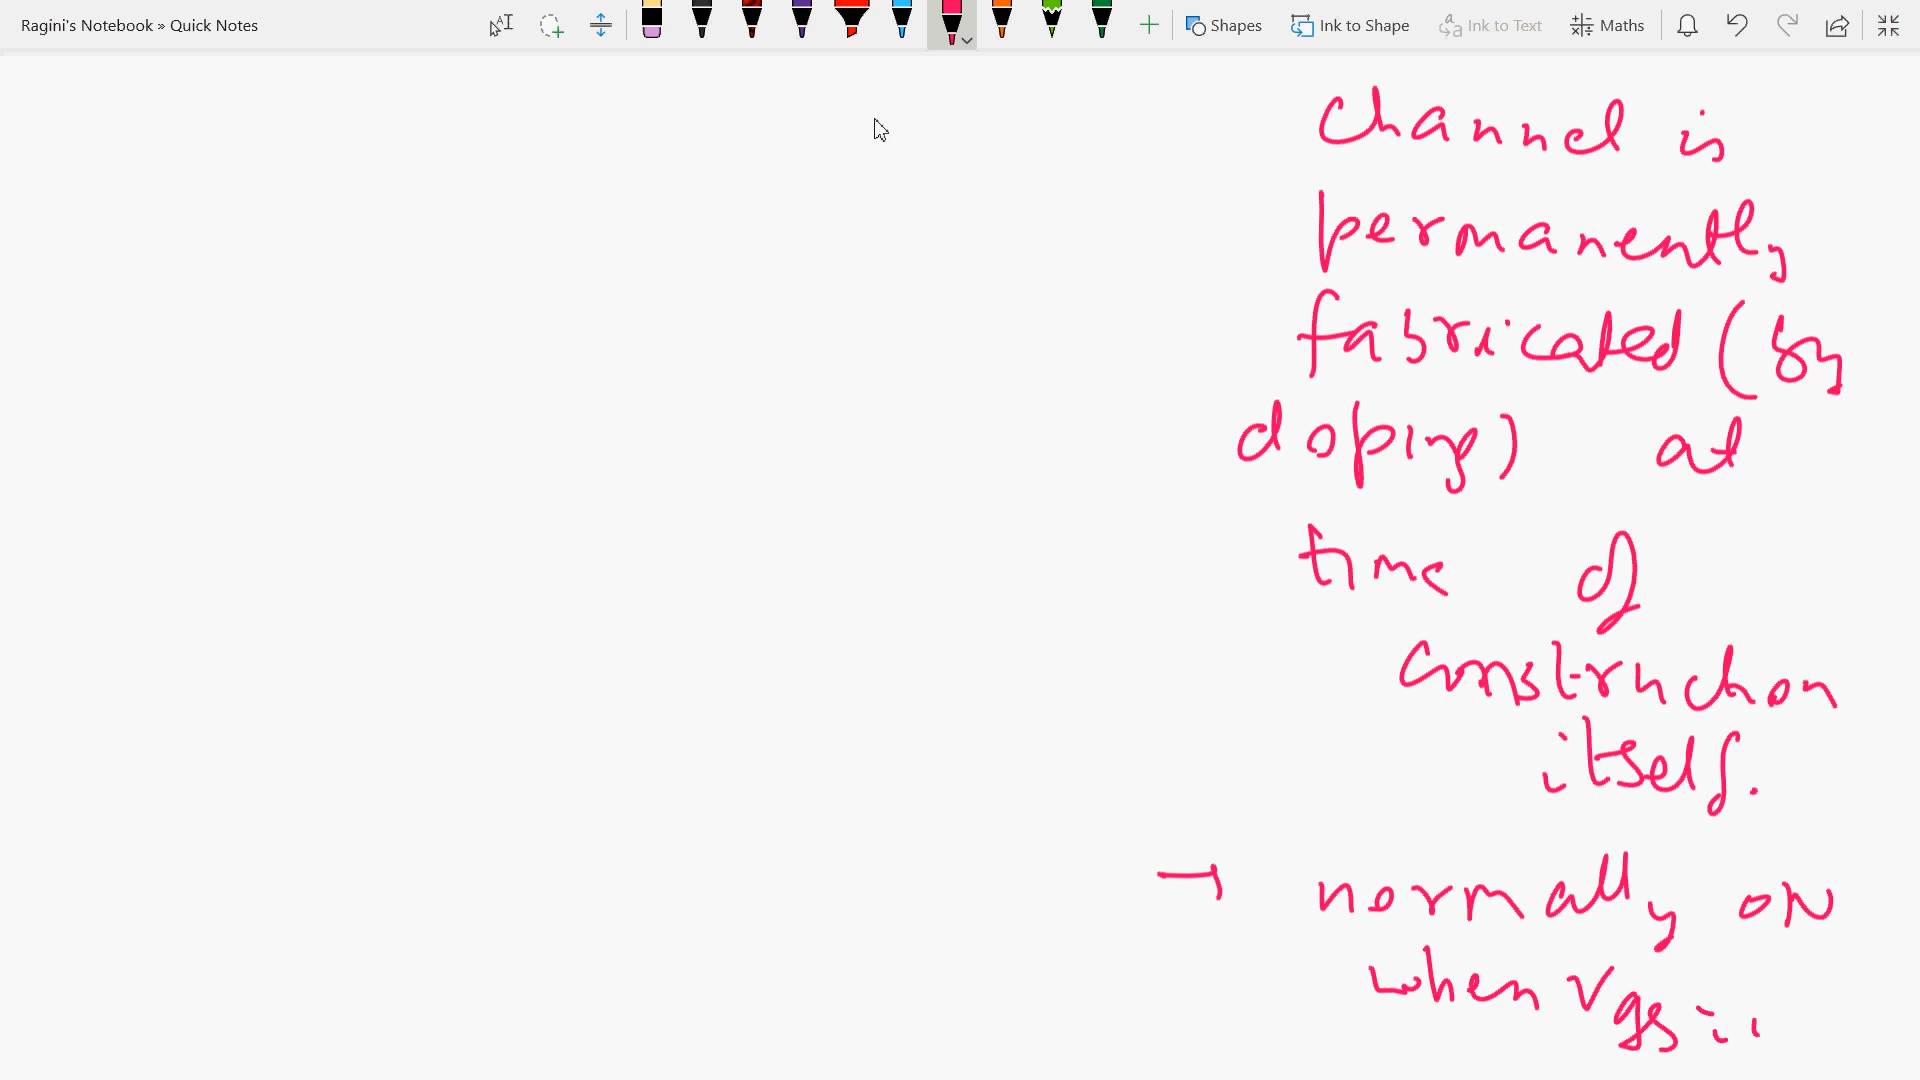 Ragini's Notebook » Quick Notes
Shapes
Ink to Shape
Ink to Text
Maths
channel is
permanently
fabricated (by
doping) at
time of
construction
itself.
→ normally ON
when Vgs =